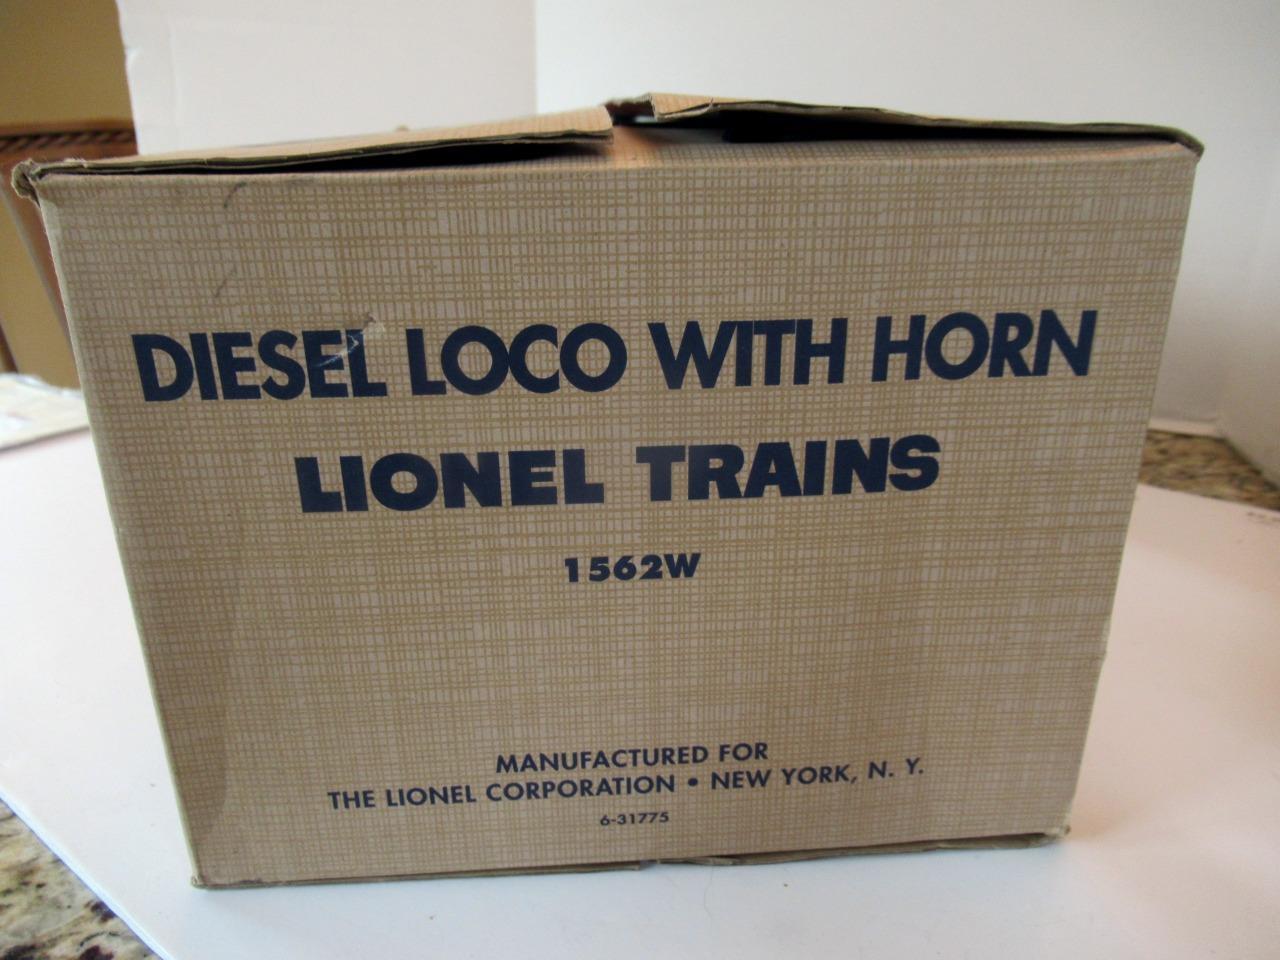 DIESEL LOCO WITH HORN
LIONEL TRAINS
1562W
MANUFACTURED FOR
THE LIONEL CORPORATION • NEW YORK, N. Y.
6-31775